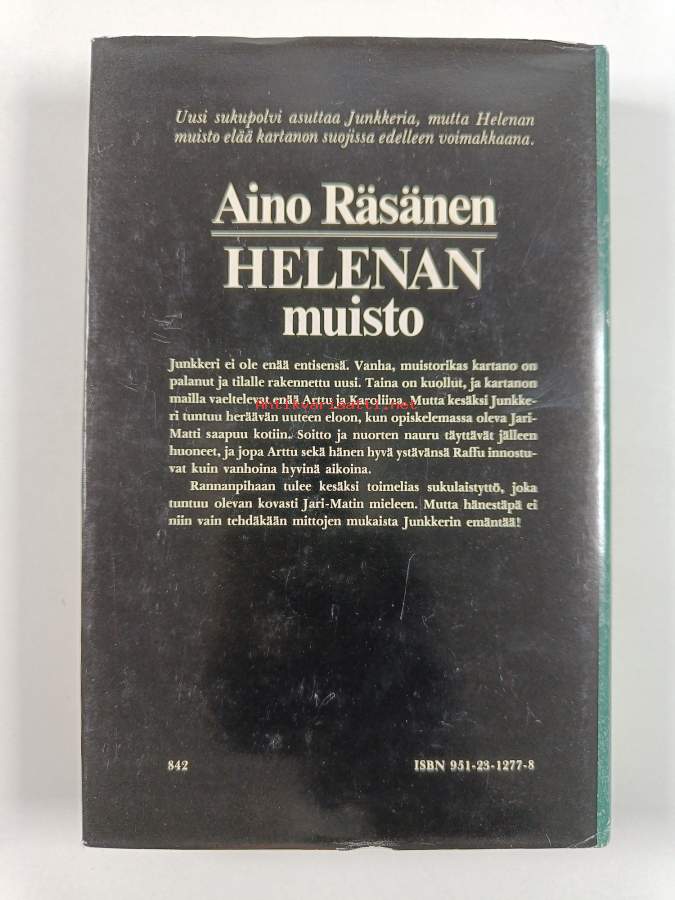 Uusi sukupolvi asuttaa Junkkeria, mutta Helenan
muisto elää kartanon suojissa edelleen voimakkaana.
Aino Räsänen
HELENAN
muisto
Junkkeri ei ole enää entisensä. Vanha, muistorikas kartano on
palanut ja tilalle rakennettu uusi. Taina on kuollut, ja kartanon
mailla vaeltelevat enää Arttu ja Karoliina. Mutta kesäksi Junkke-
antikvariaatti.net
ri tuntuu heräävän uuteen eloon, kun opiskelemassa oleva Jari-
Matti saapuu kotiin. Soitto ja nuorten nauru täyttävät jälleen
huoneet, ja jopa Arttu sekä hänen hyvä ystävänsä Raffu innostu-
vat kuin vanhoina hyvinä aikoina.
Rannanpihaan tulee kesäksi toimelias sukulaistyttö, joka
tuntuu olevan kovasti Jari-Matin mieleen. Mutta hänestäpä ei
niin vain tehdäkään mittojen mukaista Junkkerin emäntää!
842
ISBN 951-23-1277-8